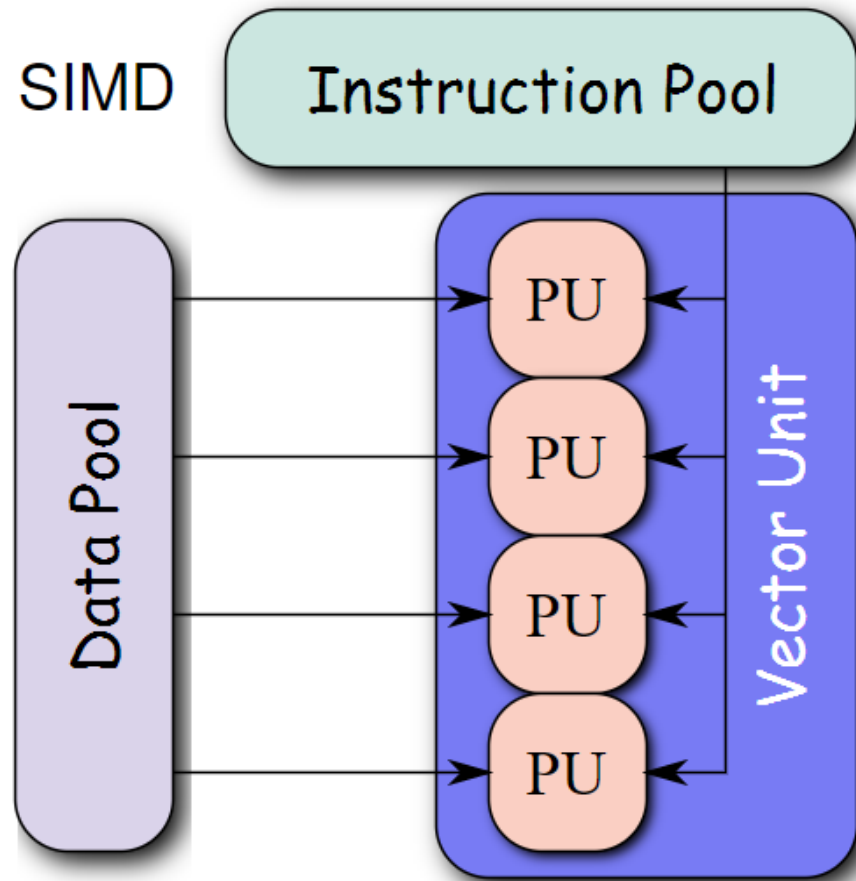 SIMD
Instruction Pool
Data Pool
PU
PU
PU
PU
Vector Unit